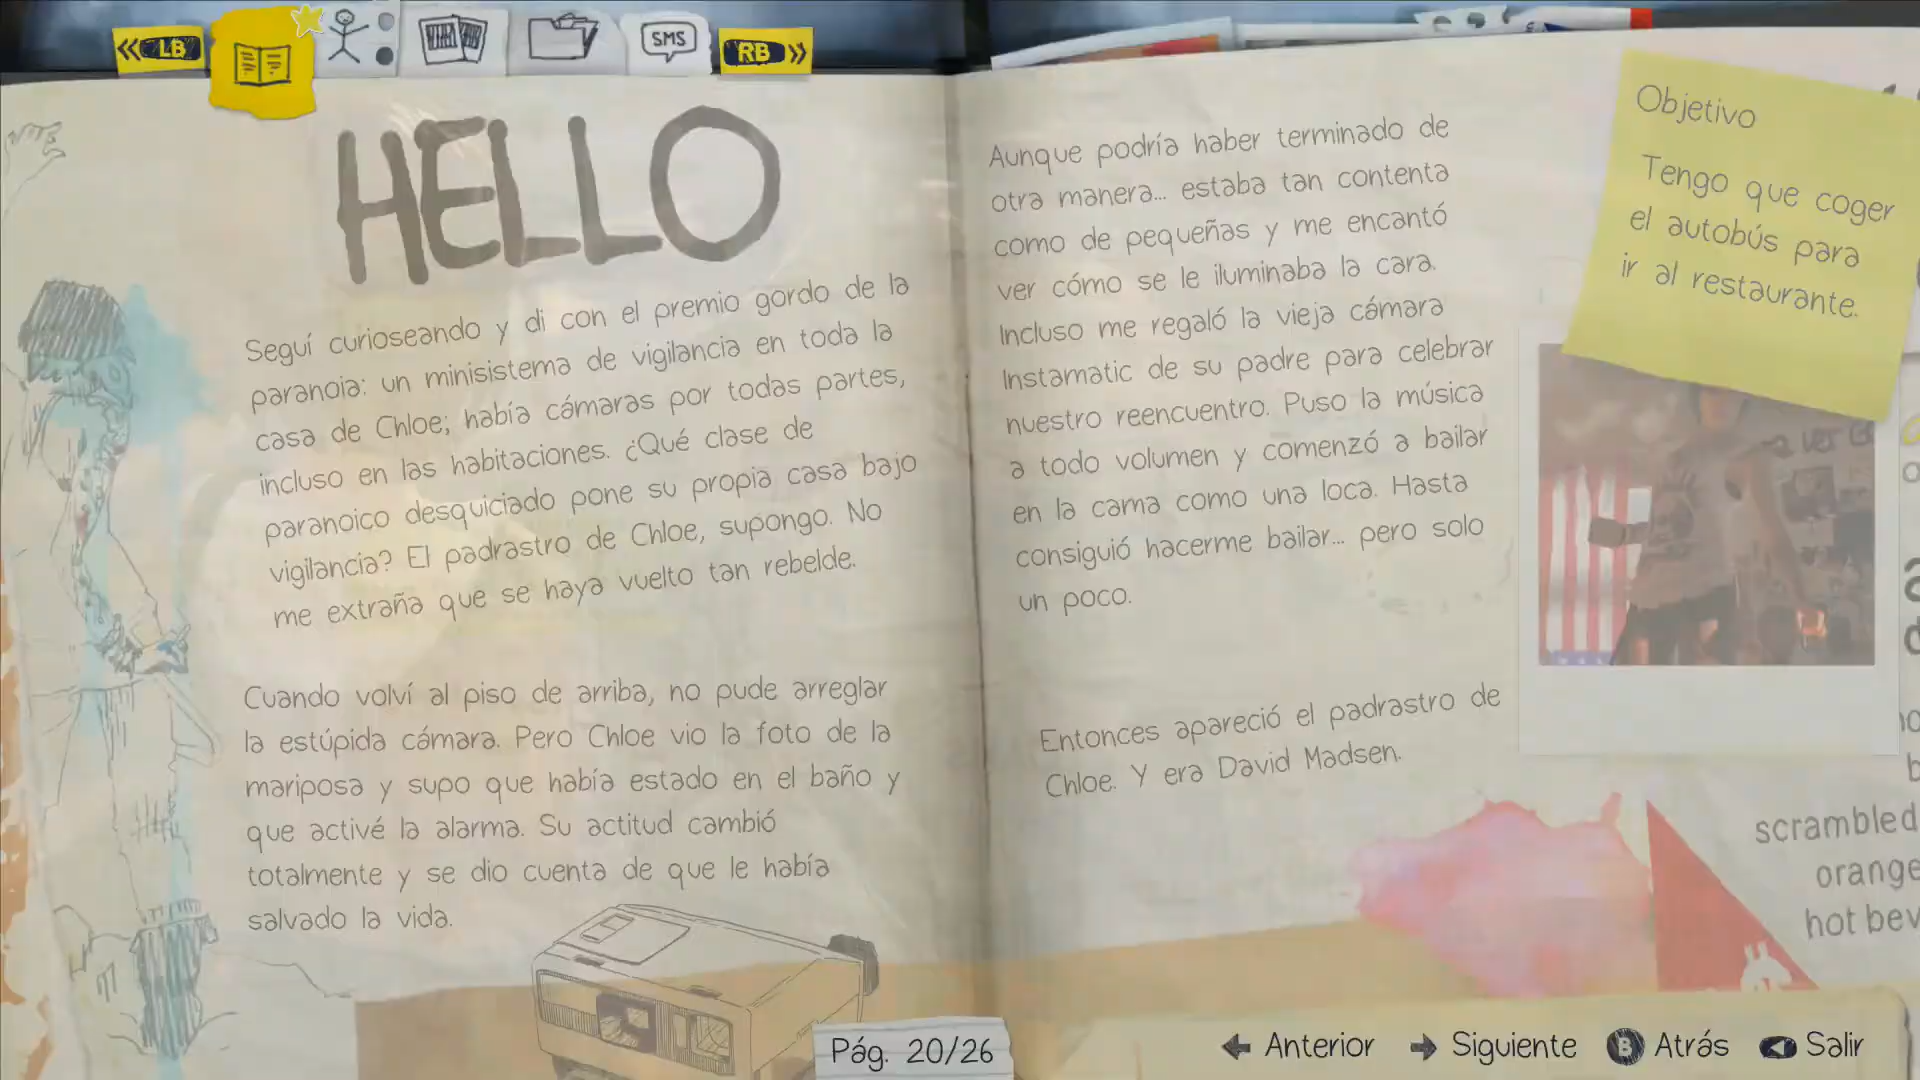 LB
SMS
RB
HELLO
Seguí curioseando y di con el premio gordo de la
paranoia: un minisistema de vigilancia en toda la
casa de Chloe; había cámaras por todas partes,
incluso en las habitaciones. ¿Qué clase de
paranoico desquiciado pone su propia casa bajo
vigilancia? El padrastro de Chloe, supongo. No
me extraña que se haya vuelto tan rebelde.
Cuando volví al piso de arriba, no pude arreglar
la estúpida cámara. Pero Chloe vio la foto de la
mariposa y supo que había estado en el baño y
que activé la alarma. Su actitud cambió
totalmente y se dio cuenta de que le había
salvado la vida.
Aunque podría haber terminado de
otra manera... estaba tan contenta
como de pequeñas y me encantó
ver cómo se le iluminaba la cara.
Incluso me regaló la vieja cámara
Instamatic de su padre para celebrar
nuestro reencuentro. Puso la música
a todo volumen y comenzó a bailar
en la cama como una loca. Hasta
consiguió hacerme bailar... pero solo
un poco.
Entonces apareció el padrastro de
Chloe. Y era David Madsen.
Objetivo
Tengo que coger
el autobús para
ir al restaurante.
scrambled
orange
hot bev
Pág. 20/26
Anterior
Siguiente
B Atrás
Salir